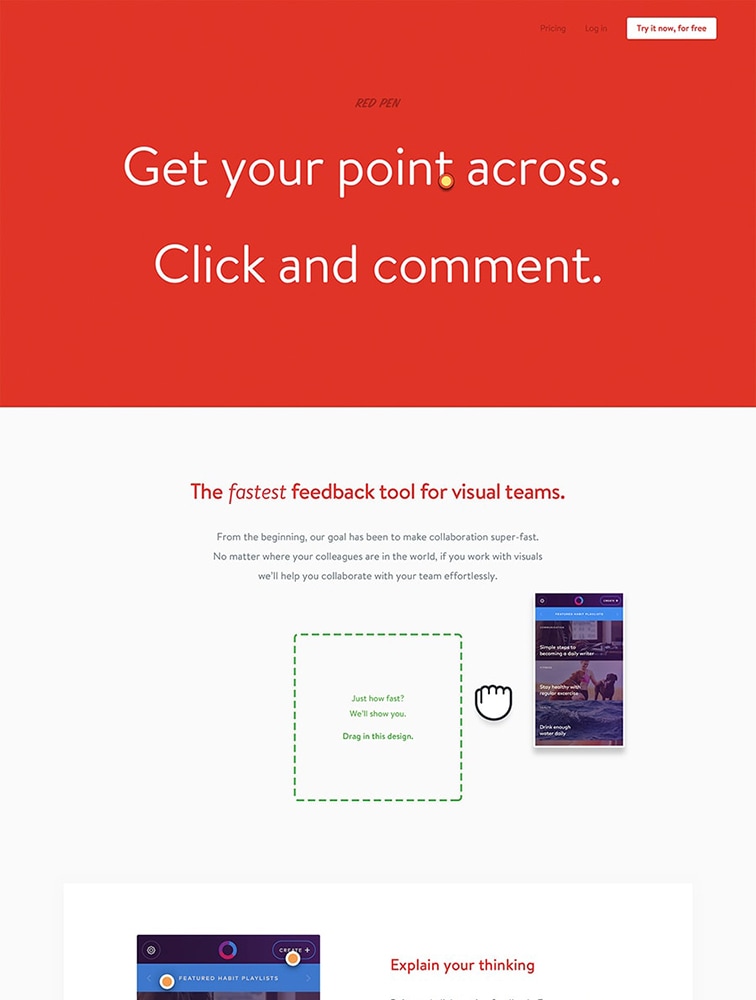 Pricing
Log in
Try it now, for free
RED PEN
Get your point across.
Click and comment.
The fastest feedback tool for visual teams.
From the beginning, our goal has been to make collaboration super-fast.
No matter where your colleagues are in the world, if you work with visuals
we'll help you collaborate with your team effortlessly.
CREATE +
FEATURED HABIT PLAYLISTS
COMMUNICATION
Simple steps to
becoming a daily writer
FITNESS
Stay healthy with
regular excercise
Drink enough
water daily
Just how fast?
We'll show you.
Drag in this design.
CREATE +
FEATURED HABIT PLAYLISTS
Explain your thinking